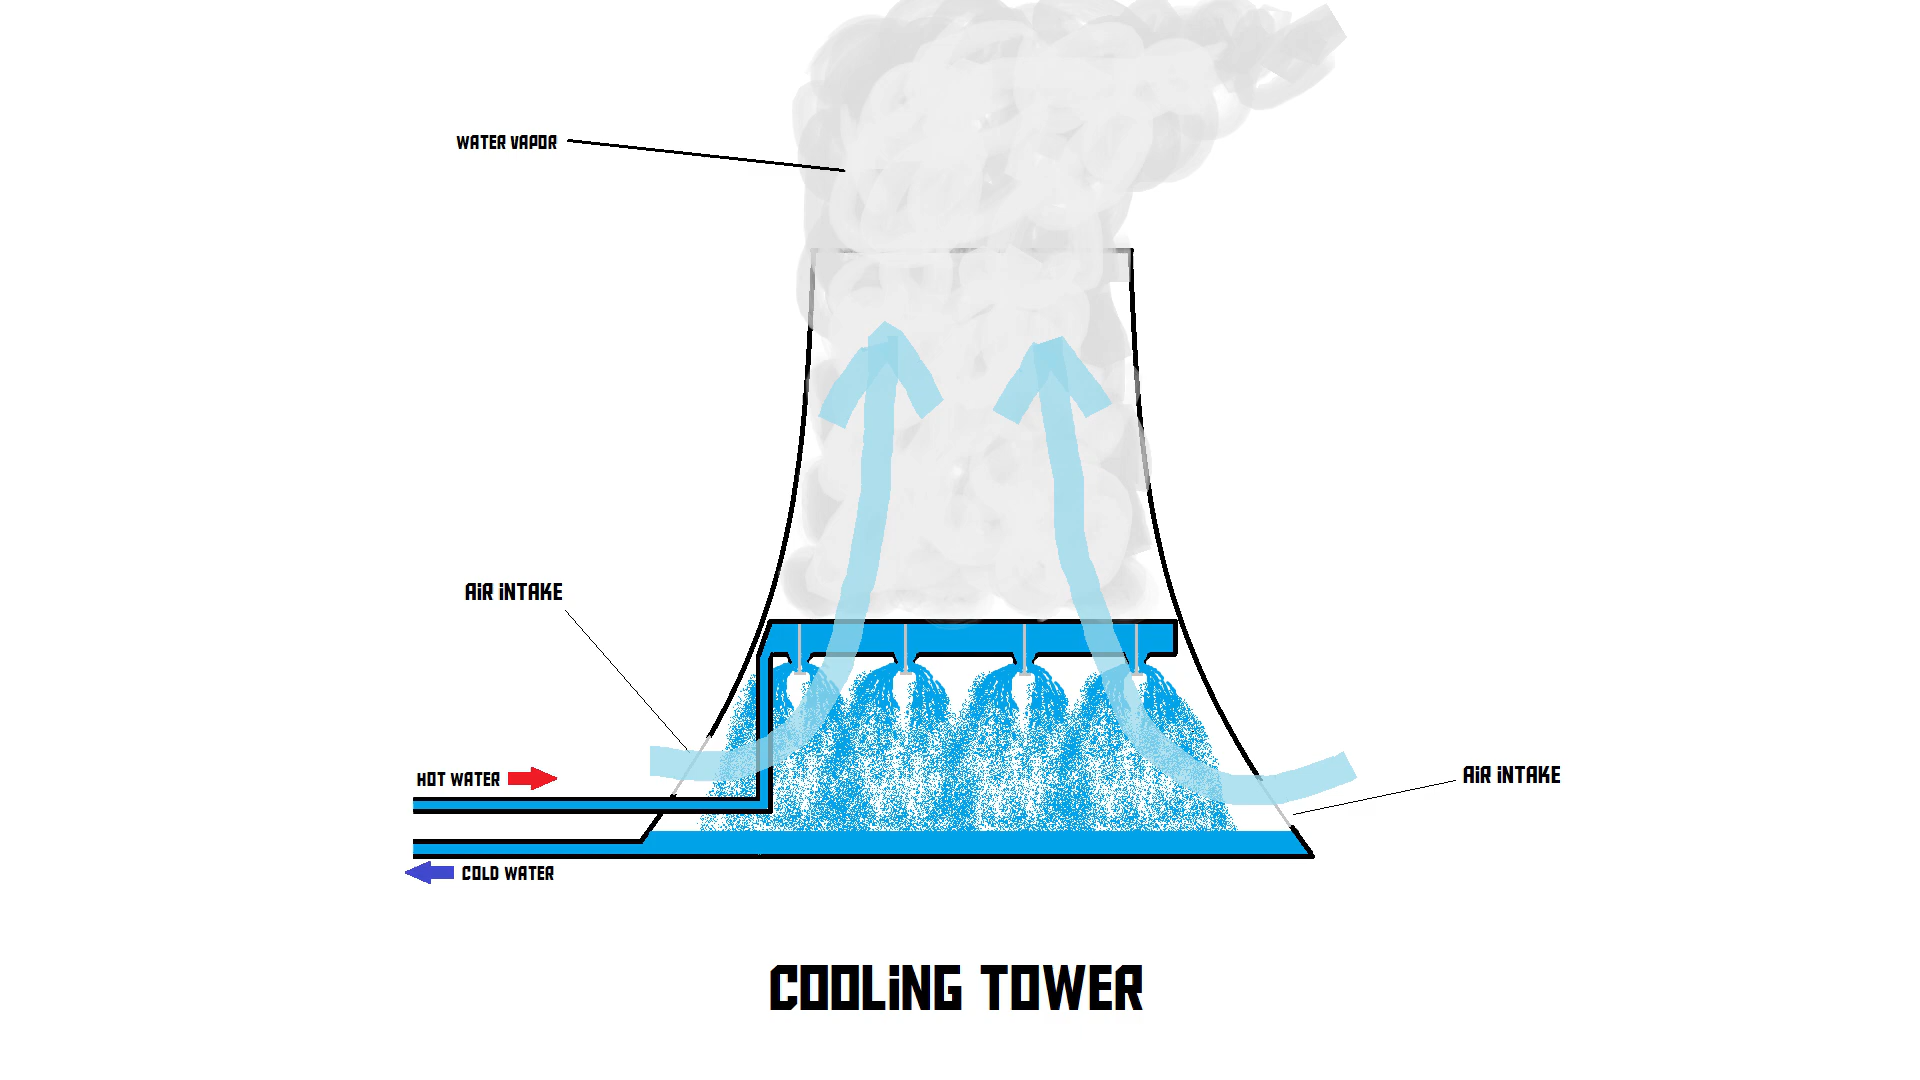 WATER VAPOR
AiR iNTAKE
HOT WATER
AiR iNTAKE
COLD WATER
COOLiNG TOWER